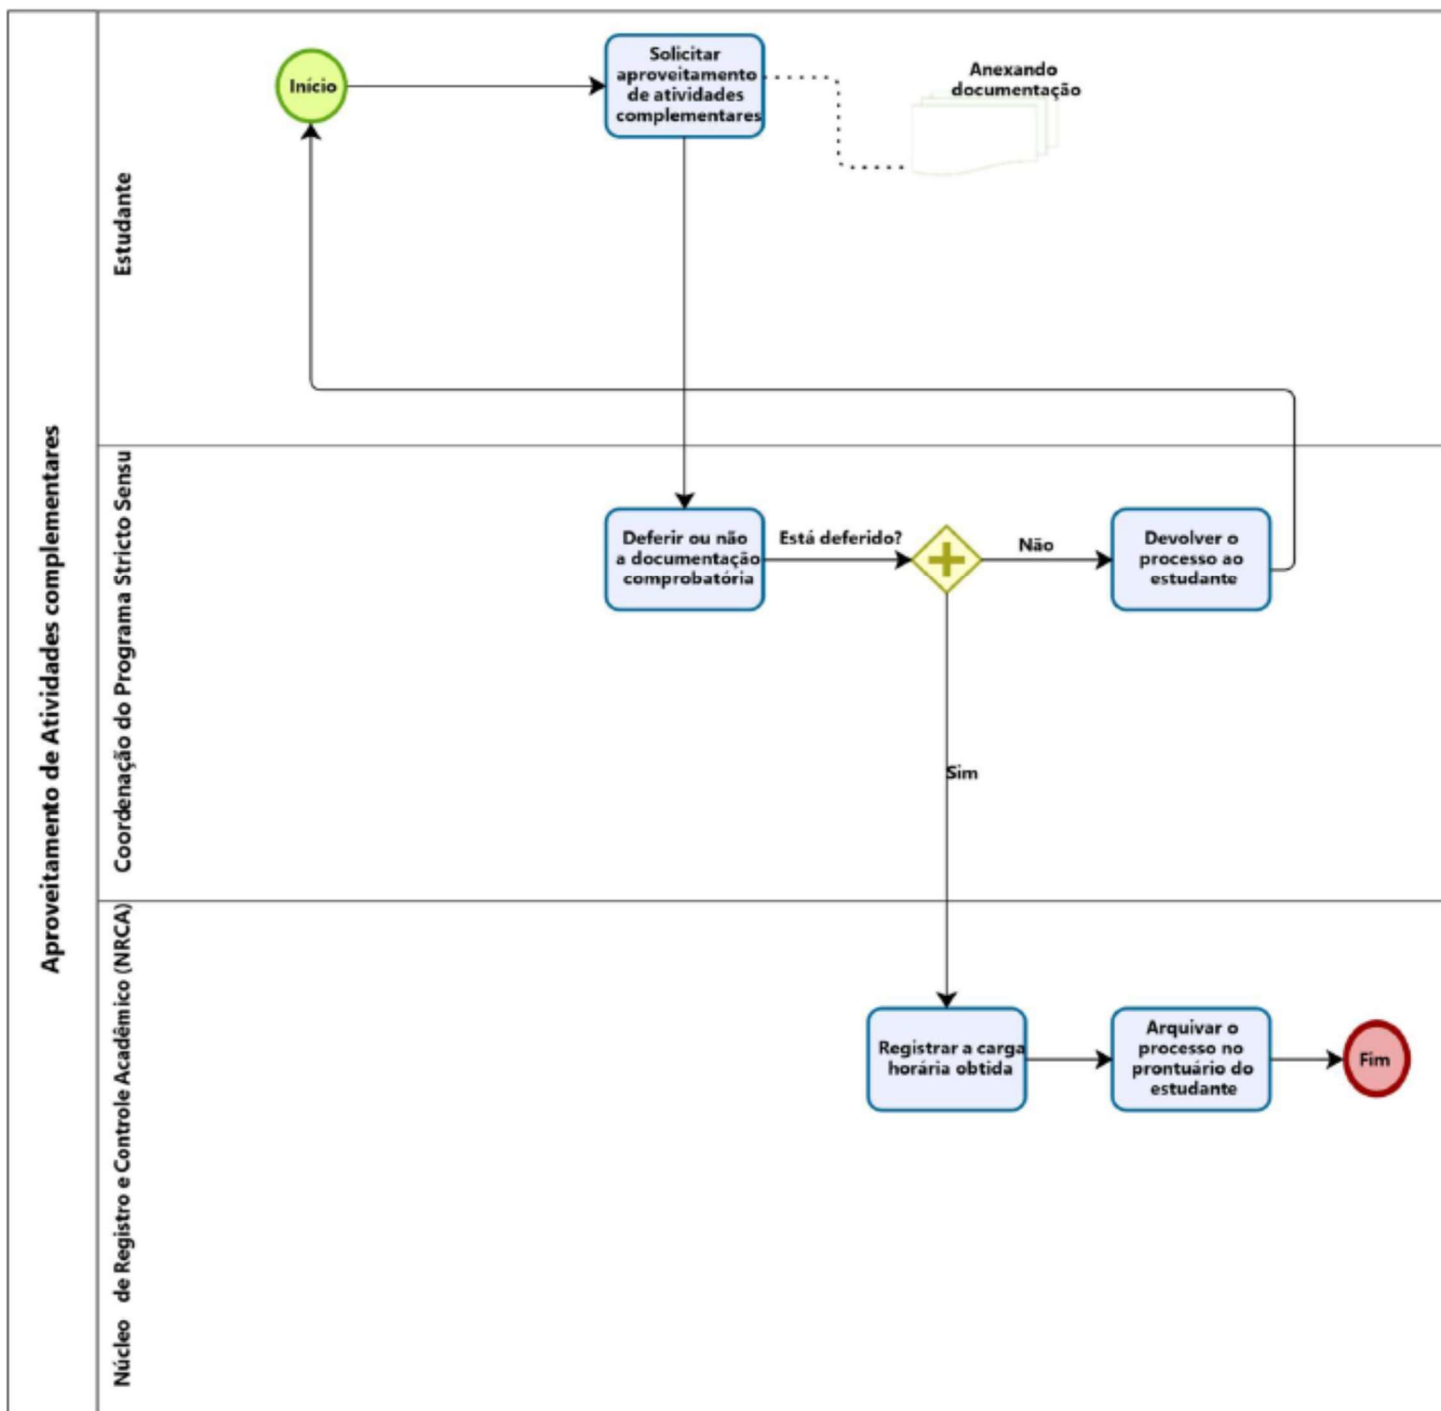 Aproveitamento de Atividades complementares
Estudante
Início
Solicitar
aproveitamento
de atividades
complementares
Anexando
documentação
Coordenação do Programa Stricto Sensu
Deferir ou não
a documentação
comprobatória
Está deferido?
Não
Devolver o
processo ao
estudante
Sim
Núcleo de Registro e Controle Acadêmico (NRCA)
Registrar a carga
horária obtida
Arquivar o
processo no
prontuário do
estudante
Fim